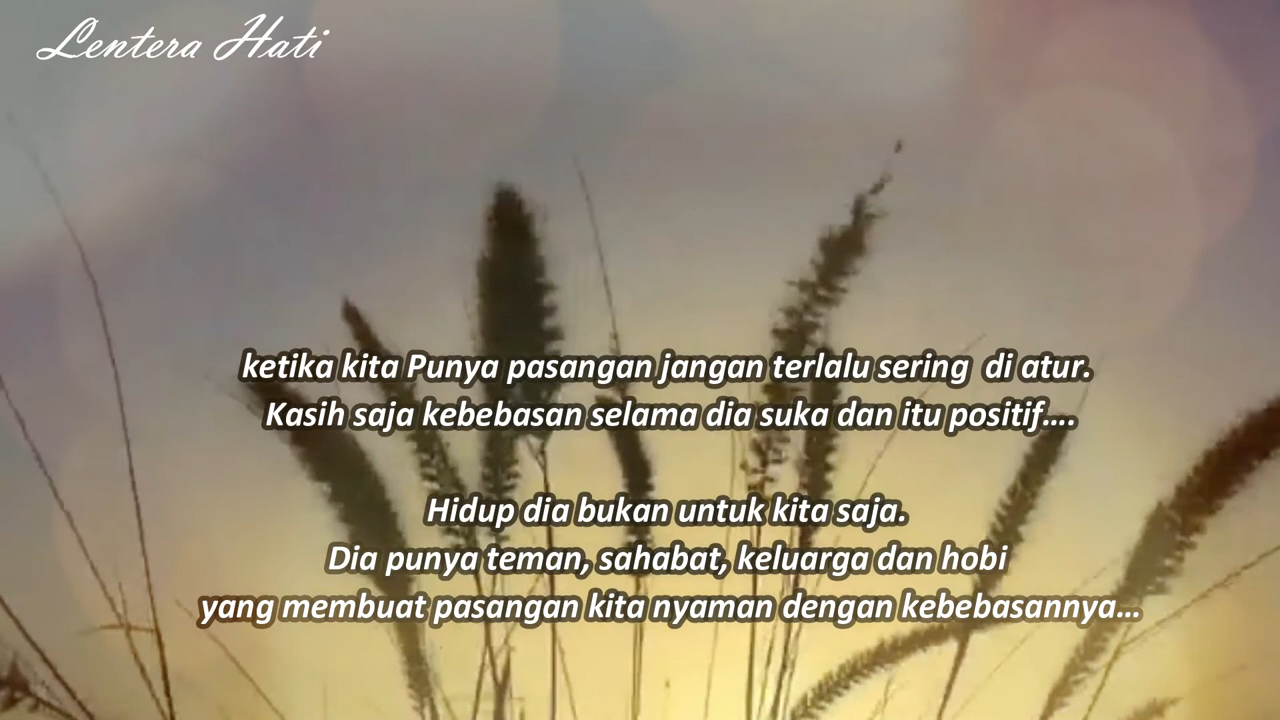 Lentera Hati
ketika kita Punya pasangan jangan terlalu sering  di atur.
Kasih saja kebebasan selama dia suka dan itu positif....
Hidup dia bukan untuk kita saja.
Dia punya teman, sahabat, keluarga dan hobi
yang membuat pasangan kita nyaman dengan kebebasannya...